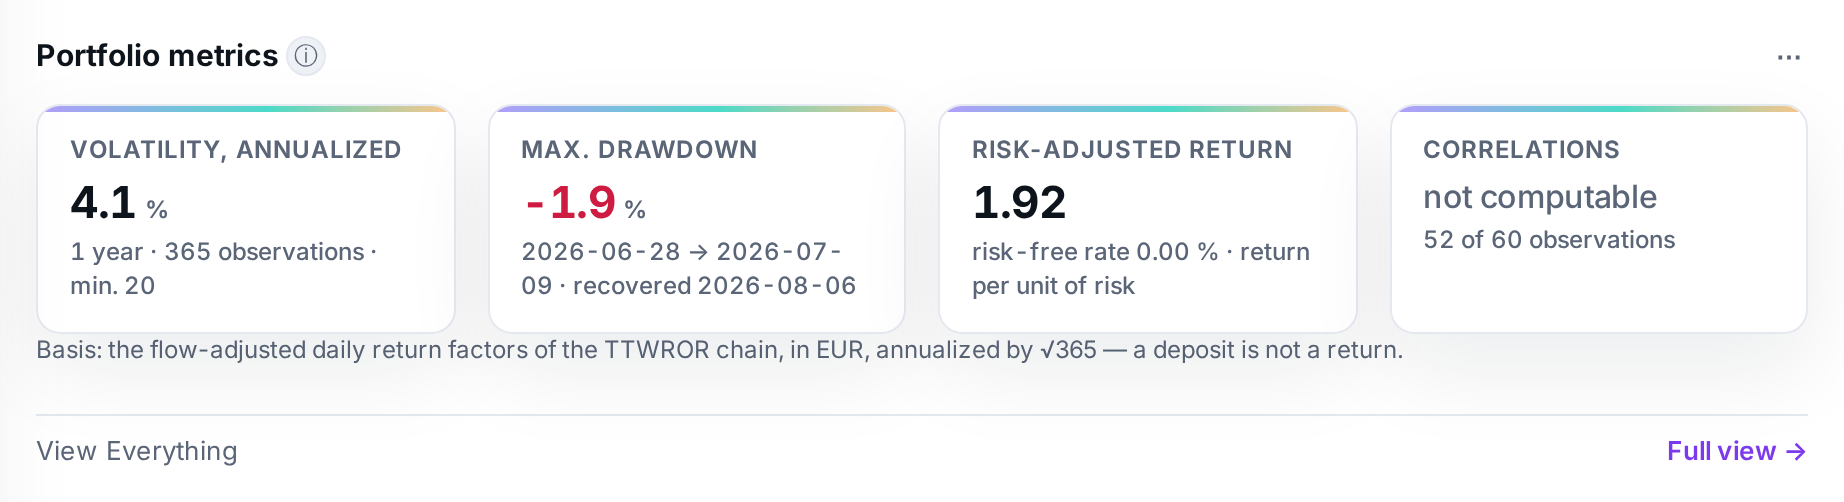 Portfolio metrics ⓘ
...
VOLATILITY, ANNUALIZED
4.1 %
1 year · 365 observations ·
min. 20
MAX. DRAWDOWN
-1.9 %
2026-06-28 → 2026-07-
09 · recovered 2026-08-06
RISK-ADJUSTED RETURN
1.92
risk-free rate 0.00 % · return
per unit of risk
CORRELATIONS
not computable
52 of 60 observations
Basis: the flow-adjusted daily return factors of the TTWROR chain, in EUR, annualized by √365 — a deposit is not a return.
View Everything
Full view →